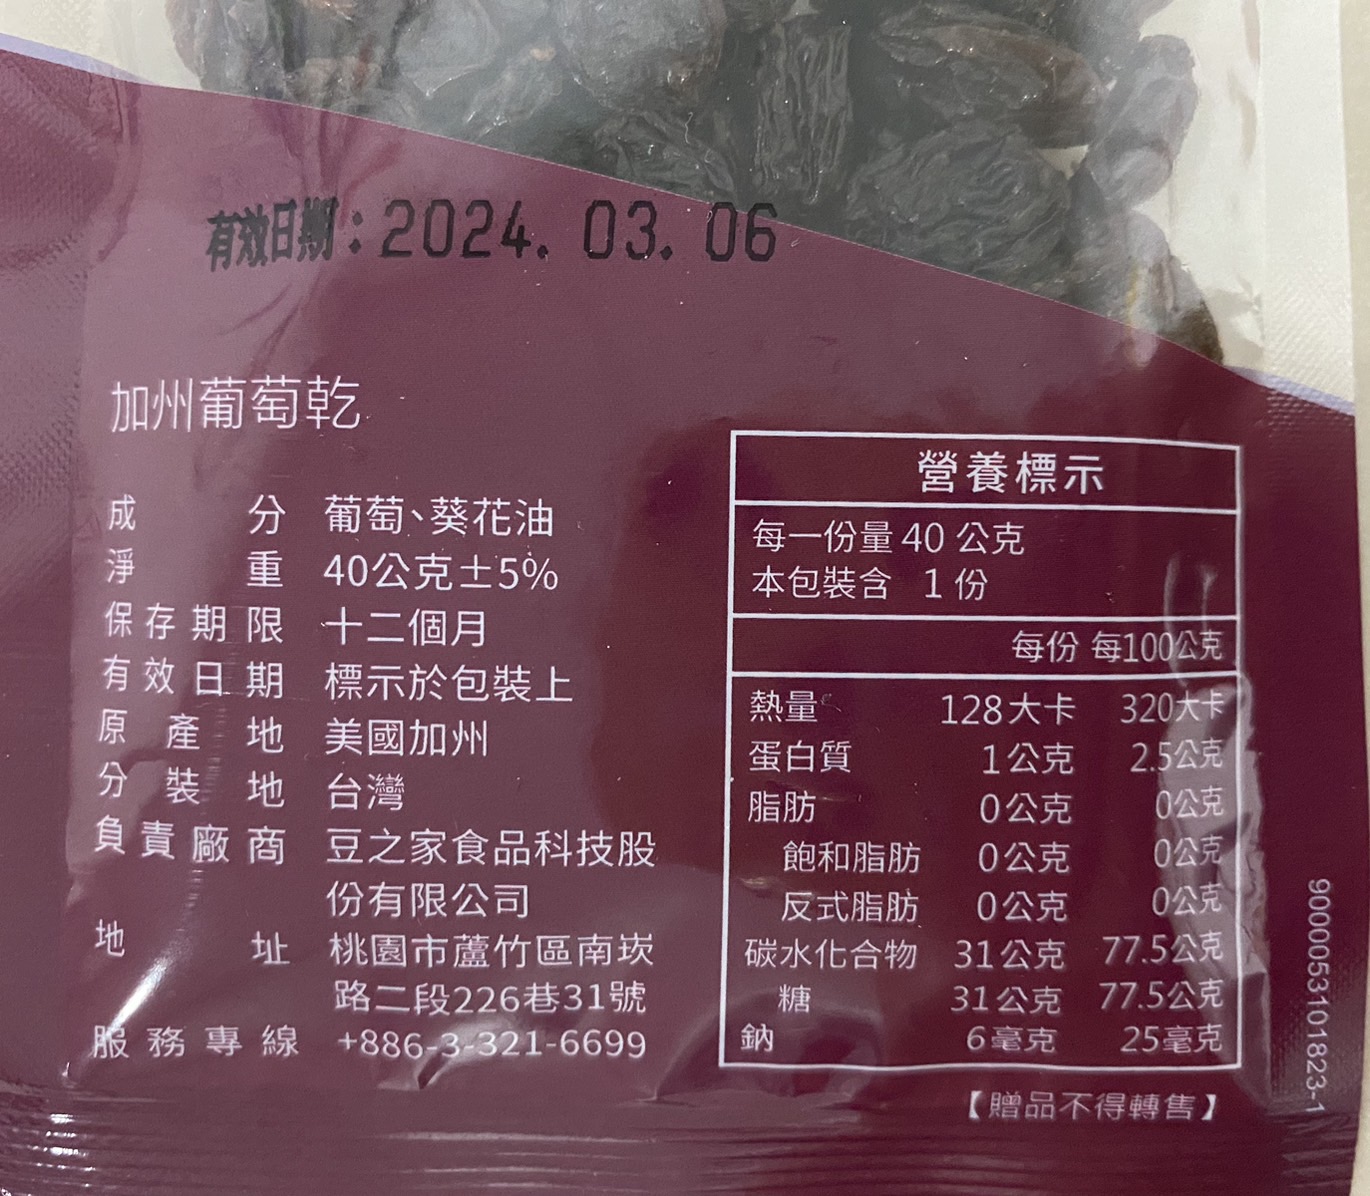 有效日期:2024. 03. 06
加州葡萄乾
成分 葡萄、葵花油
淨重 40公克±5%
保存期限 十二個月
有效日期 標示於包裝上
原產地 美國加州
分裝地 台灣
負責廠商 豆之家食品科技股
份有限公司
地址 桃園市蘆竹區南崁
路二段226巷31號
服務專線 +886-3-321-6699
營養標示
每一份量 40 公克
本包裝含 1 份
每份 每100公克
熱量 128大卡 320大卡
蛋白質 1公克 2.5公克
脂肪 0公克 0公克
飽和脂肪 0公克 0公克
反式脂肪 0公克 0公克
碳水化合物 31公克 77.5公克
糖 31公克 77.5公克
鈉 6毫克 25毫克
【贈品不得轉售】
9000053101823-1